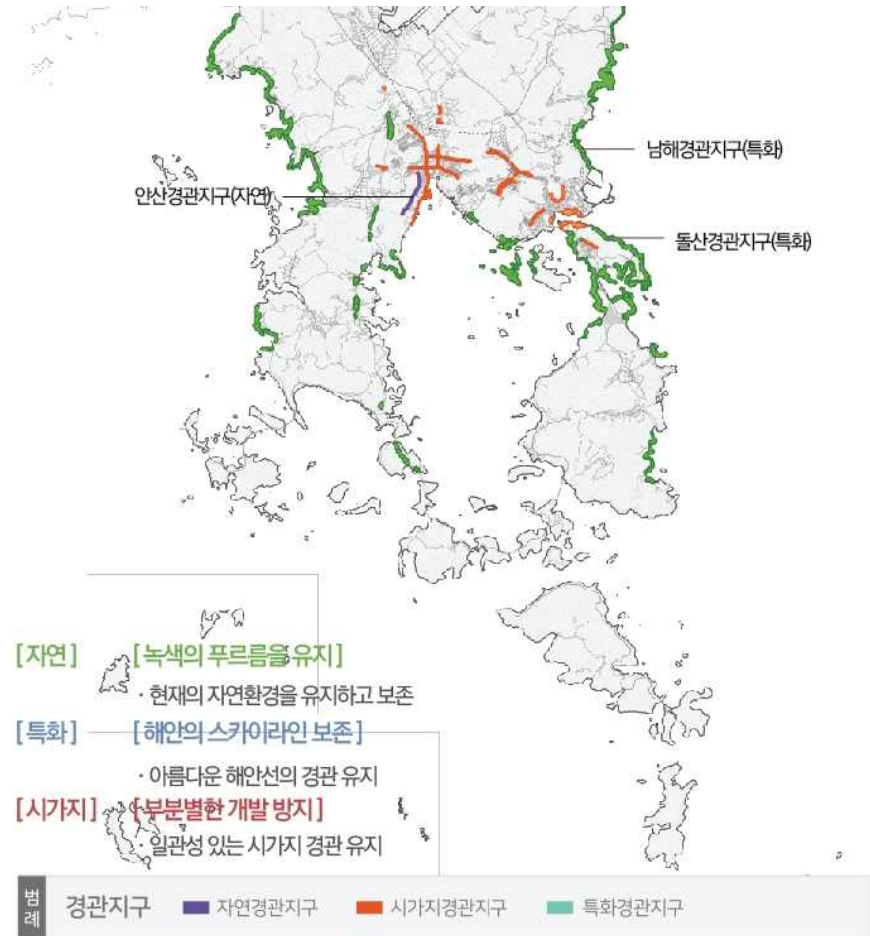 남해경관지구(특화)
안산경관지구(자연)
돌산경관지구(특화)
[자연] [녹색의 푸르름을 유지]
· 현재의 자연환경을 유지하고 보존
[특화] [해안의 스카이라인 보존]
· 아름다운 해안선의 경관 유지
[시가지] [부분별한 개발 방지]
· 일관성 있는 시가지 경관 유지
범례 경관지구 자연경관지구 시가지경관지구 특화경관지구